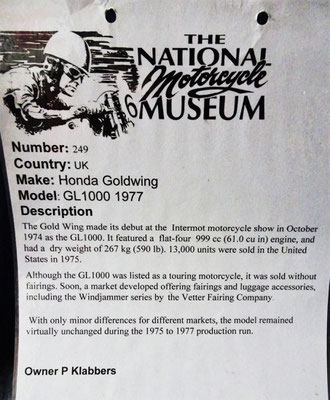 THE
NATIONAL
Motorcycle
MUSEUM
6
Number: 249
Country: UK
Make: Honda Goldwing
Model: GL1000 1977
Description
The Gold Wing made its debut at the Intermot motorcycle show in October
1974 as the GL1000. It featured a flat-four 999 cc (61.0 cu in) engine, and
had a dry weight of 267 kg (590 lb). 13,000 units were sold in the United
States in 1975.
Although the GL1000 was listed as a touring motorcycle, it was sold without
fairings. Soon, a market developed offering fairings and luggage accessories,
including the Windjammer series by the Vetter Fairing Company
With only minor differences for different markets, the model remained
virtually unchanged during the 1975 to 1977 production run.
Owner P Klabbers